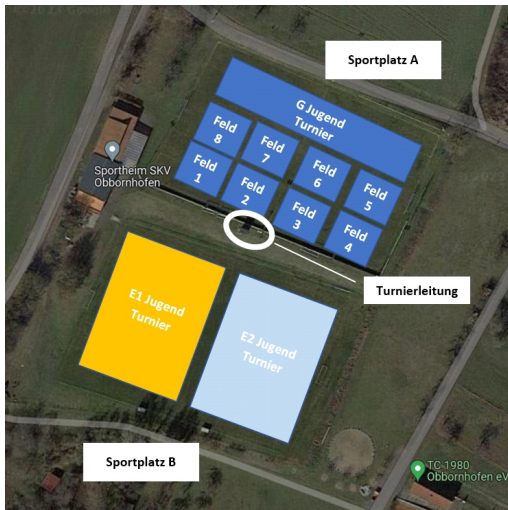 Sportplatz A
G Jugend
Turnier
Feld
8
Feld
7
Feld
6
Feld
5
Feld
1
Feld
2
Feld
3
Feld
4
Sportheim SKV
Obbornhofen
Turnierleitung
E1 Jugend
Turnier
E2 Jugend
Turnier
Sportplatz B
TC 1980
Obbornhofen eV